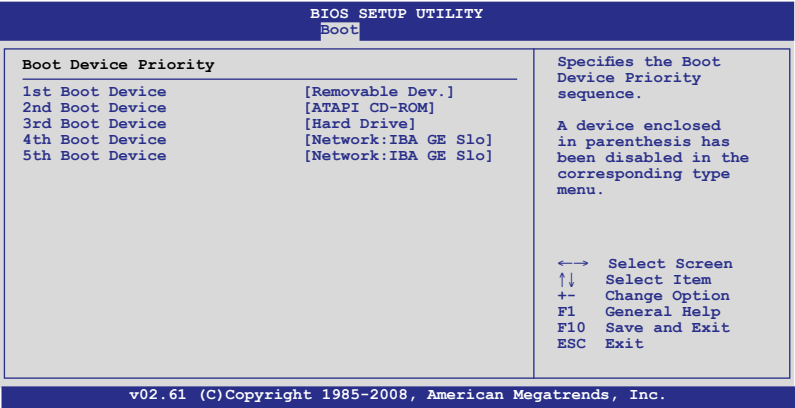 BIOS SETUP UTILITY
Boot
Boot Device Priority
1st Boot Device [Removable Dev.]
2nd Boot Device [ATAPI CD-ROM]
3rd Boot Device [Hard Drive]
4th Boot Device [Network:IBA GE Slo]
5th Boot Device [Network:IBA GE Slo]
Specifies the Boot
Device Priority
sequence.
A device enclosed
in parenthesis has
been disabled in the
corresponding type
menu.
←→ Select Screen
↑↓ Select Item
+- Change Option
F1 General Help
F10 Save and Exit
ESC Exit
v02.61 (C)Copyright 1985-2008, American Megatrends, Inc.